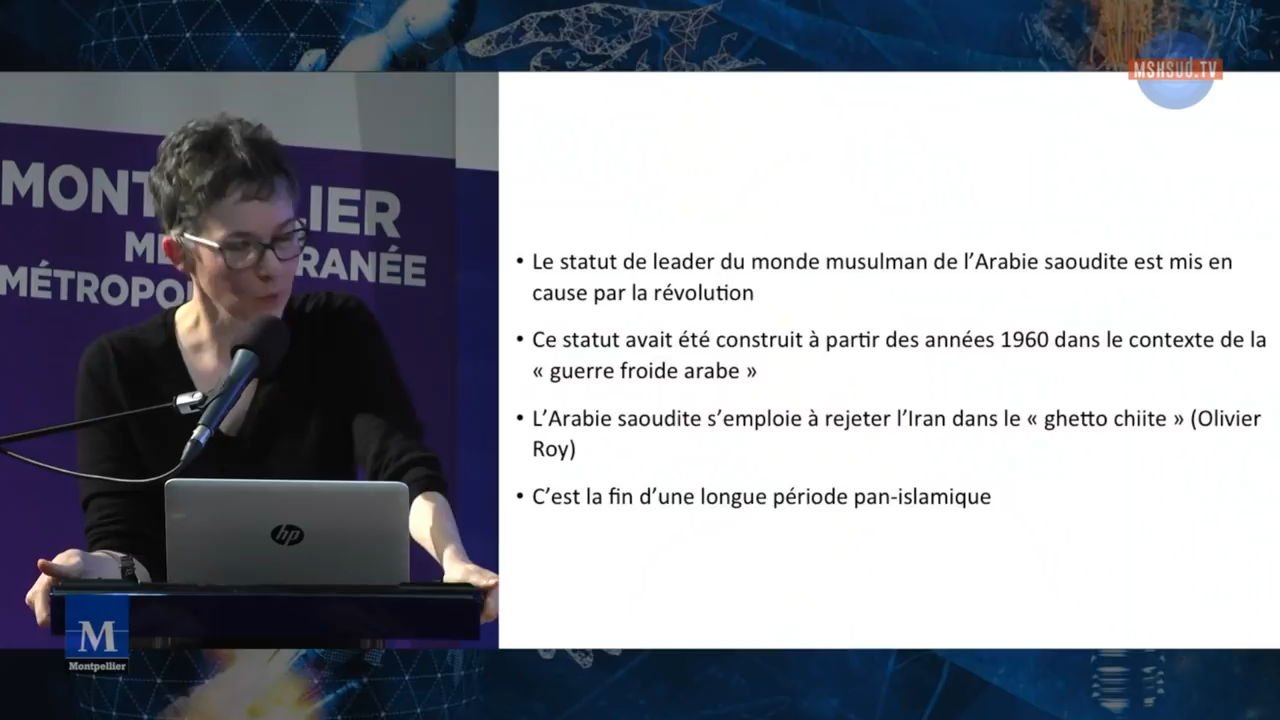 MSHSUD.TV
MONT LIER
ME RANÉE
MÉTROPO
hp
M
Montpellier
• Le statut de leader du monde musulman de l’Arabie saoudite est mis en
cause par la révolution
• Ce statut avait été construit à partir des années 1960 dans le contexte de la
« guerre froide arabe »
• L’Arabie saoudite s’emploie à rejeter l’Iran dans le « ghetto chiite » (Olivier
Roy)
• C’est la fin d’une longue période pan-islamique